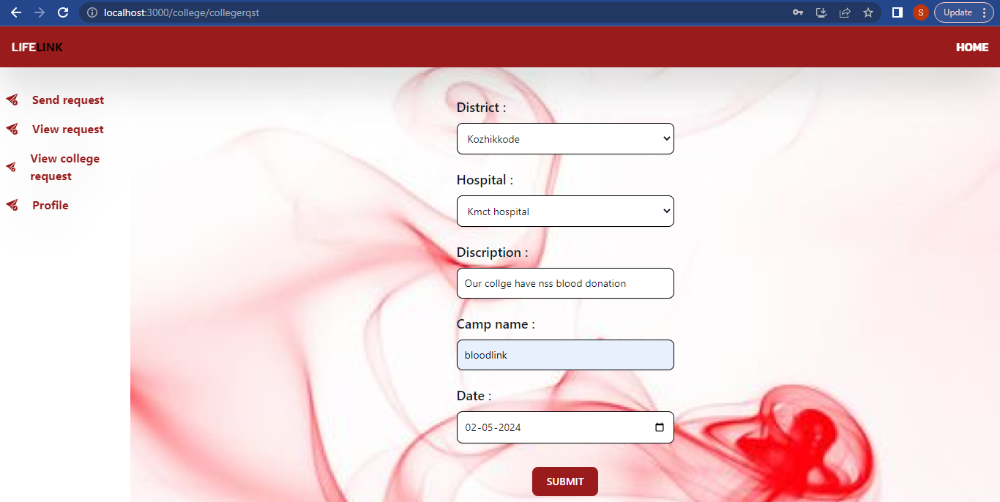 localhost:3000/college/collegerqst
S
Update
LIFELINK
HOME
Send request
View request
View college
request
Profile
District :
Kozhikkode
Hospital :
Kmct hospital
Discription :
Our collge have nss blood donation
Camp name :
bloodlink
Date :
02-05-2024
SUBMIT